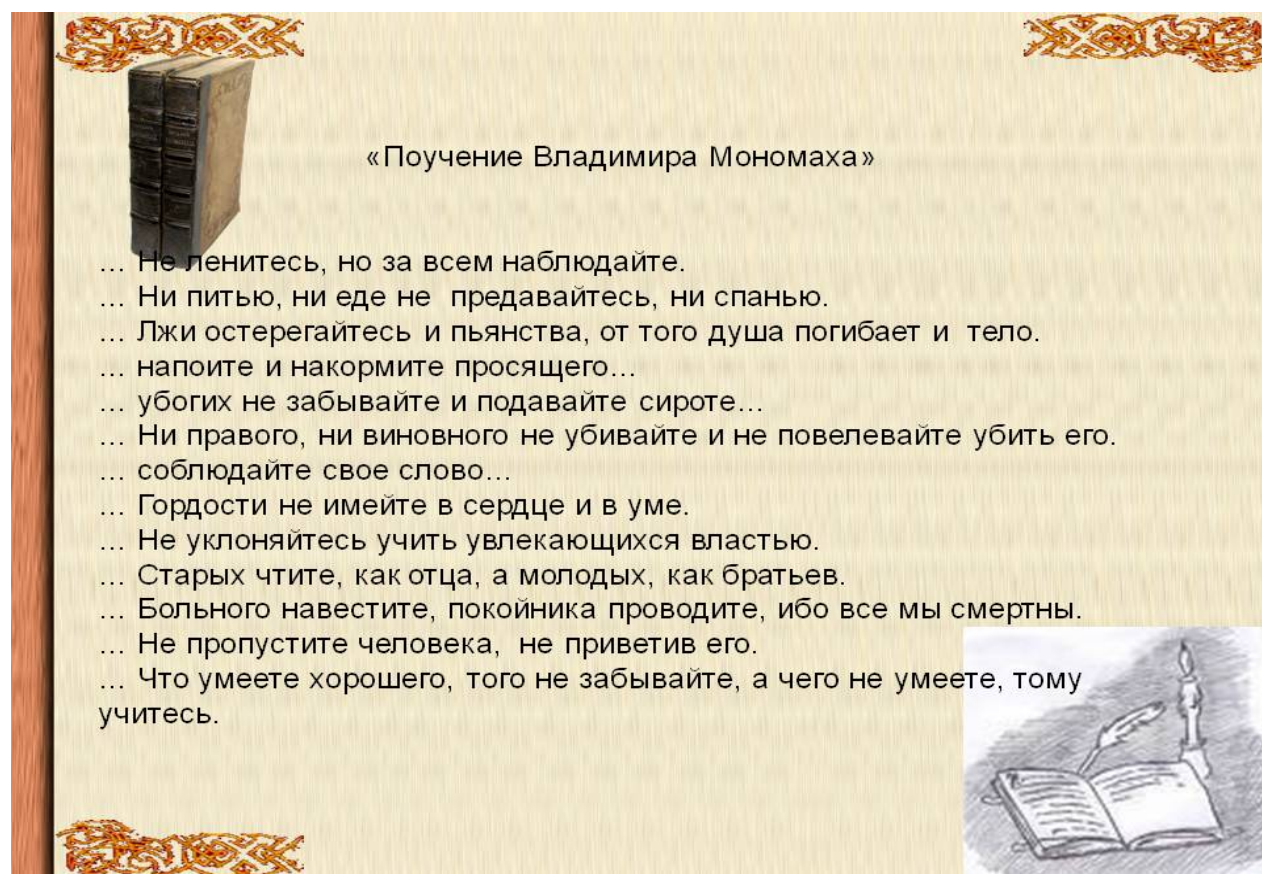 «Поучение Владимира Мономаха»
... Не ленитесь, но за всем наблюдайте.
... Ни питью, ни еде не предавайтесь, ни спанью.
... Лжи остерегайтесь и пьянства, от того душа погибает и тело.
... напоите и накормите просящего...
... убогих не забывайте и подавайте сироте...
... Ни правого, ни виновного не убивайте и не повелевайте убить его.
... соблюдайте свое слово...
... Гордости не имейте в сердце и в уме.
... Не уклоняйтесь учить увлекающихся властью.
... Старых чтите, как отца, а молодых, как братьев.
... Больного навестите, покойника проводите, ибо все мы смертны.
... Не пропустите человека, не приветив его.
... Что умеете хорошего, того не забывайте, а чего не умеете, тому
учитесь.